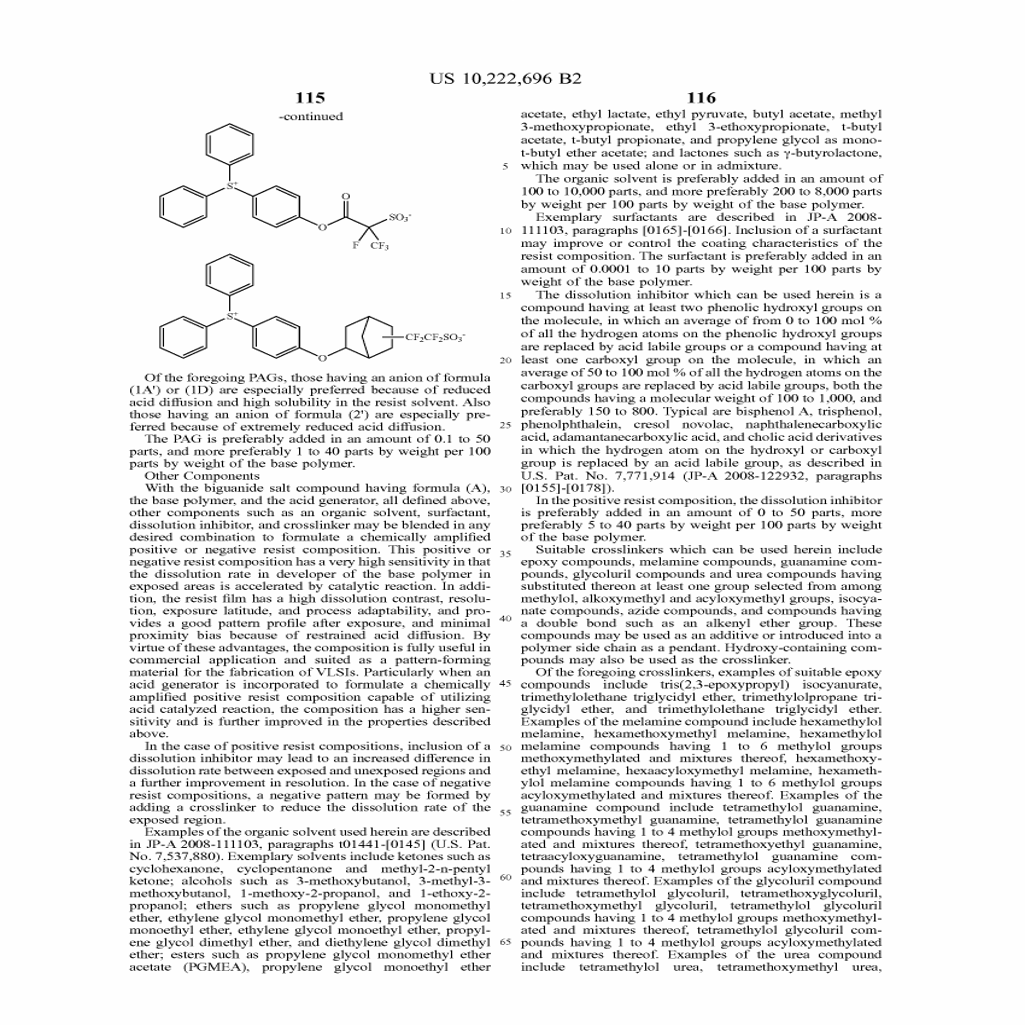 US 10,222,696 B2
115
-continued
S+
O
O
SO3-
F
CF3
S+
O
CF2CF2SO3-
Of the foregoing PAGs, those having an anion of formula
(1A') or (1D) are especially preferred because of reduced
acid diffusion and high solubility in the resist solvent. Also
those having an anion of formula (2') are especially pre-
ferred because of extremely reduced acid diffusion.
The PAG is preferably added in an amount of 0.1 to 50
parts, and more preferably 1 to 40 parts by weight per 100
parts by weight of the base polymer.
Other Components
With the biguanide salt compound having formula (A),
the base polymer, and the acid generator, all defined above,
other components such as an organic solvent, surfactant,
dissolution inhibitor, and crosslinker may be blended in any
desired combination to formulate a chemically amplified
positive or negative resist composition. This positive or
negative resist composition has a very high sensitivity in that
the dissolution rate in developer of the base polymer in
exposed areas is accelerated by catalytic reaction. In addi-
tion, the resist film has a high dissolution contrast, resolu-
tion, exposure latitude, and process adaptability, and pro-
vides a good pattern profile after exposure, and minimal
proximity bias because of restrained acid diffusion. By
virtue of these advantages, the composition is fully useful in
commercial application and suited as a pattern-forming
material for the fabrication of VLSIs. Particularly when an
acid generator is incorporated to formulate a chemically
amplified positive resist composition capable of utilizing
acid catalyzed reaction, the composition has a higher sen-
sitivity and is further improved in the properties described
above.
In the case of positive resist compositions, inclusion of a
dissolution inhibitor may lead to an increased difference in
dissolution rate between exposed and unexposed regions and
a further improvement in resolution. In the case of negative
resist compositions, a negative pattern may be formed by
adding a crosslinker to reduce the dissolution rate of the
exposed region.
Examples of the organic solvent used herein are described
in JP-A 2008-111103, paragraphs t01441-[0145] (U.S. Pat.
No. 7,537,880). Exemplary solvents include ketones such as
cyclohexanone, cyclopentanone and methyl-2-n-pentyl
ketone; alcohols such as 3-methoxybutanol, 3-methyl-3-
methoxybutanol, 1-methoxy-2-propanol, and 1-ethoxy-2-
propanol; ethers such as propylene glycol monomethyl
ether, ethylene glycol monomethyl ether, propylene glycol
monoethyl ether, ethylene glycol monoethyl ether, propyl-
ene glycol dimethyl ether, and diethylene glycol dimethyl
ether; esters such as propylene glycol monomethyl ether
acetate (PGMEA), propylene glycol monoethyl ether
5
10
15
20
25
30
35
40
45
50
55
60
65
116
acetate, ethyl lactate, ethyl pyruvate, butyl acetate, methyl
3-methoxypropionate, ethyl 3-ethoxypropionate, t-butyl
acetate, t-butyl propionate, and propylene glycol as mono-
t-butyl ether acetate; and lactones such as γ-butyrolactone,
which may be used alone or in admixture.
The organic solvent is preferably added in an amount of
100 to 10,000 parts, and more preferably 200 to 8,000 parts
by weight per 100 parts by weight of the base polymer.
Exemplary surfactants are described in JP-A 2008-
111103, paragraphs [0165]-[0166]. Inclusion of a surfactant
may improve or control the coating characteristics of the
resist composition. The surfactant is preferably added in an
amount of 0.0001 to 10 parts by weight per 100 parts by
weight of the base polymer.
The dissolution inhibitor which can be used herein is a
compound having at least two phenolic hydroxyl groups on
the molecule, in which an average of from 0 to 100 mol %
of all the hydrogen atoms on the phenolic hydroxyl groups
are replaced by acid labile groups or a compound having at
least one carboxyl group on the molecule, in which an
average of 50 to 100 mol % of all the hydrogen atoms on the
carboxyl groups are replaced by acid labile groups, both the
compounds having a molecular weight of 100 to 1,000, and
preferably 150 to 800. Typical are bisphenol A, trisphenol,
phenolphthalein, cresol novolac, naphthalenecarboxylic
acid, adamantanecarboxylic acid, and cholic acid derivatives
in which the hydrogen atom on the hydroxyl or carboxyl
group is replaced by an acid labile group, as described in
U.S. Pat. No. 7,771,914 (JP-A 2008-122932, paragraphs
[0155]-[0178]).
In the positive resist composition, the dissolution inhibitor
is preferably added in an amount of 0 to 50 parts, more
preferably 5 to 40 parts by weight per 100 parts by weight
of the base polymer.
Suitable crosslinkers which can be used herein include
epoxy compounds, melamine compounds, guanamine com-
pounds, glycoluril compounds and urea compounds having
substituted thereon at least one group selected from among
methylol, alkoxymethyl and acyloxymethyl groups, isocya-
nate compounds, azide compounds, and compounds having
a double bond such as an alkenyl ether group. These
compounds may be used as an additive or introduced into a
polymer side chain as a pendant. Hydroxy-containing com-
pounds may also be used as the crosslinker.
Of the foregoing crosslinkers, examples of suitable epoxy
compounds include tris(2,3-epoxypropyl) isocyanurate,
trimethylolethane triglycidyl ether, trimethylolpropane tri-
glycidyl ether, and trimethylolethane triglycidyl ether.
Examples of the melamine compound include hexamethylol
melamine, hexamethoxymethyl melamine, hexamethylol
melamine compounds having 1 to 6 methylol groups
methoxymethylated and mixtures thereof, hexamethoxy-
ethyl melamine, hexaacyloxymethyl melamine, hexameth-
ylol melamine compounds having 1 to 6 methylol groups
acyloxymethylated and mixtures thereof. Examples of the
guanamine compound include tetramethylol guanamine,
tetramethoxymethyl guanamine, tetramethylol guanamine
compounds having 1 to 4 methylol groups methoxymethyl-
ated and mixtures thereof, tetramethoxyethyl guanamine,
tetraacyloxyguanamine, tetramethylol guanamine com-
pounds having 1 to 4 methylol groups acyloxymethylated
and mixtures thereof. Examples of the glycoluril compound
include tetramethylol glycoluril, tetramethoxyglycoluril,
tetramethoxymethyl glycoluril, tetramethylol glycoluril
compounds having 1 to 4 methylol groups methoxymethyl-
ated and mixtures thereof, tetramethylol glycoluril com-
pounds having 1 to 4 methylol groups acyloxymethylated
and mixtures thereof. Examples of the urea compound
include tetramethylol urea, tetramethoxymethyl urea,